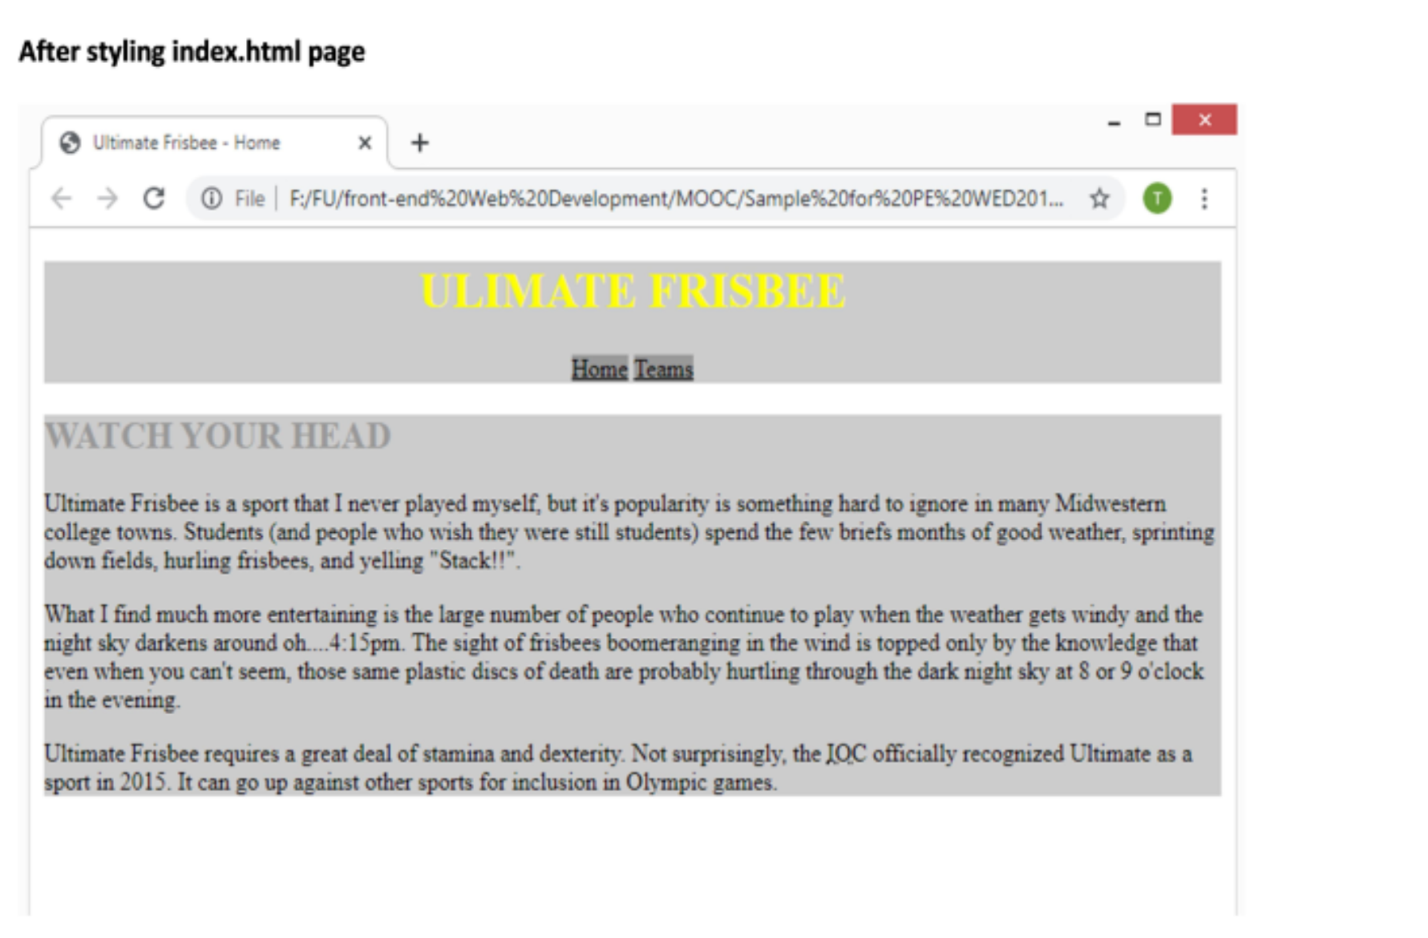 After styling index.html page
Ultimate Frisbee - Home
File | F:/FU/front-end%20Web%20Development/MOOC/Sample%20for%20PE%20WED201...
T
ULIMATE FRISBEE
Home Teams
WATCH YOUR HEAD
Ultimate Frisbee is a sport that I never played myself, but it's popularity is something hard to ignore in many Midwestern
college towns. Students (and people who wish they were still students) spend the few briefs months of good weather, sprinting
down fields, hurling frisbees, and yelling "Stack!!".
What I find much more entertaining is the large number of people who continue to play when the weather gets windy and the
night sky darkens around oh....4:15pm. The sight of frisbees boomeranging in the wind is topped only by the knowledge that
even when you can't seem, those same plastic discs of death are probably hurtling through the dark night sky at 8 or 9 o'clock
in the evening.
Ultimate Frisbee requires a great deal of stamina and dexterity. Not surprisingly, the IOC officially recognized Ultimate as a
sport in 2015. It can go up against other sports for inclusion in Olympic games.